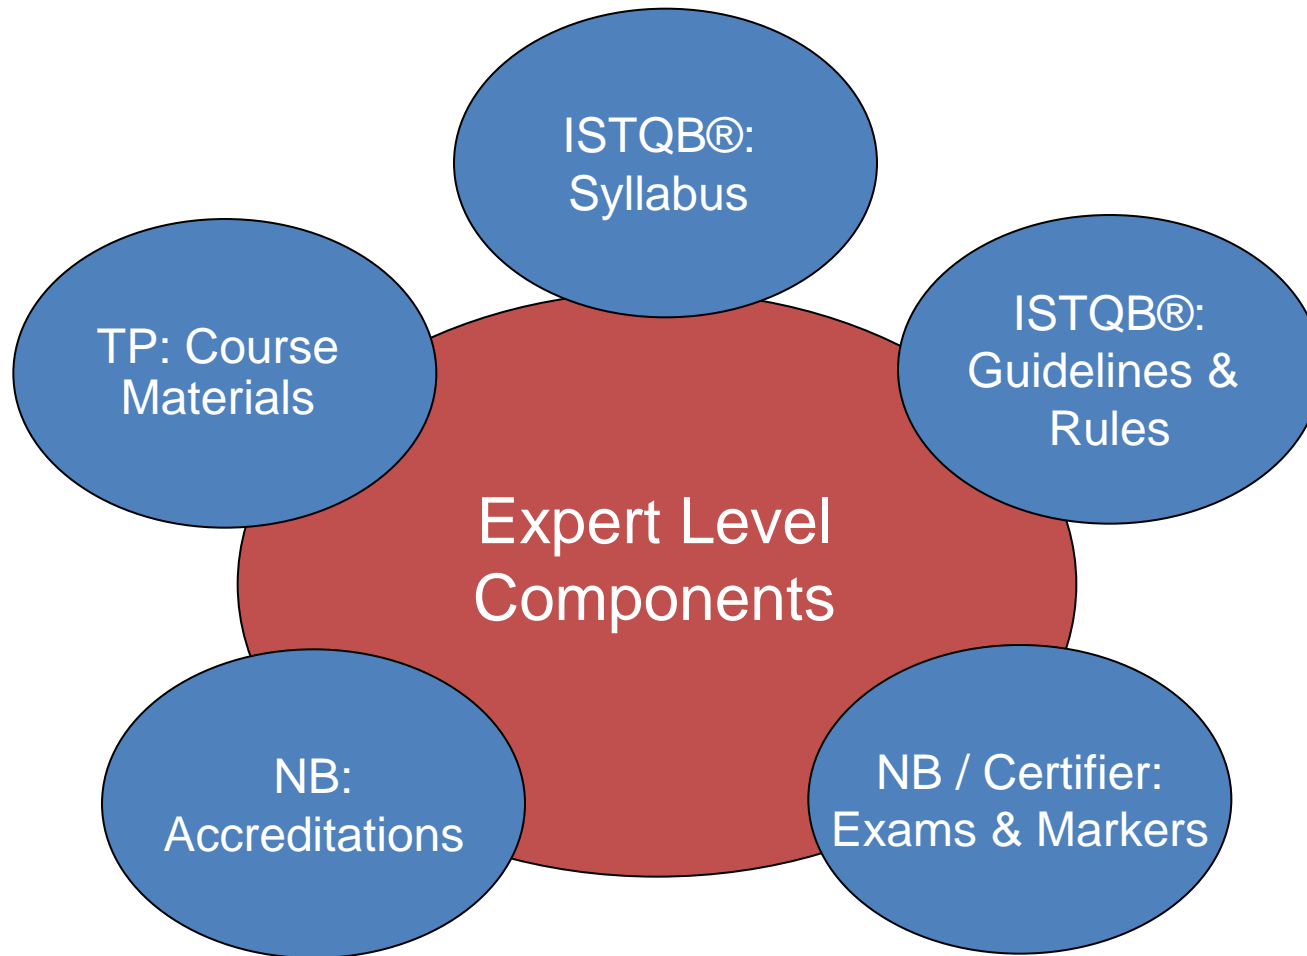 ISTQB®:
Syllabus
ISTQB®:
Guidelines &
Rules
TP: Course
Materials
Expert Level
Components
NB:
Accreditations
NB / Certifier:
Exams & Markers